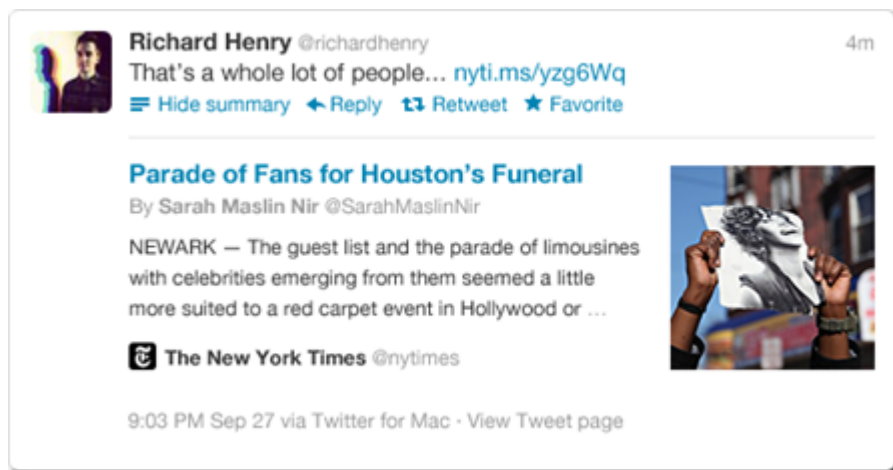 Richard Henry @richardhenry 4m
That's a whole lot of people... nyti.ms/yzg6Wq
Hide summary Reply Retweet Favorite
Parade of Fans for Houston's Funeral
By Sarah Maslin Nir @SarahMaslinNir
NEWARK — The guest list and the parade of limousines
with celebrities emerging from them seemed a little
more suited to a red carpet event in Hollywood or ...
The New York Times @nytimes
9:03 PM Sep 27 via Twitter for Mac · View Tweet page